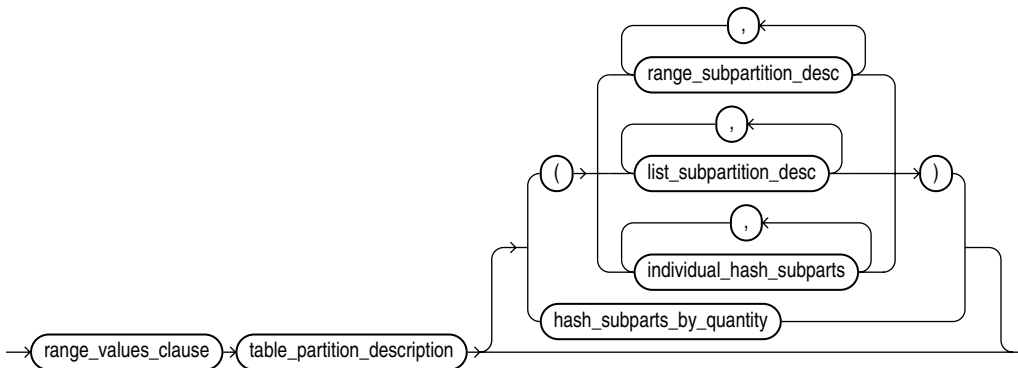 ,
range_subpartition_desc
,
( list_subpartition_desc )
,
individual_hash_subparts
hash_subparts_by_quantity
range_values_clause table_partition_description